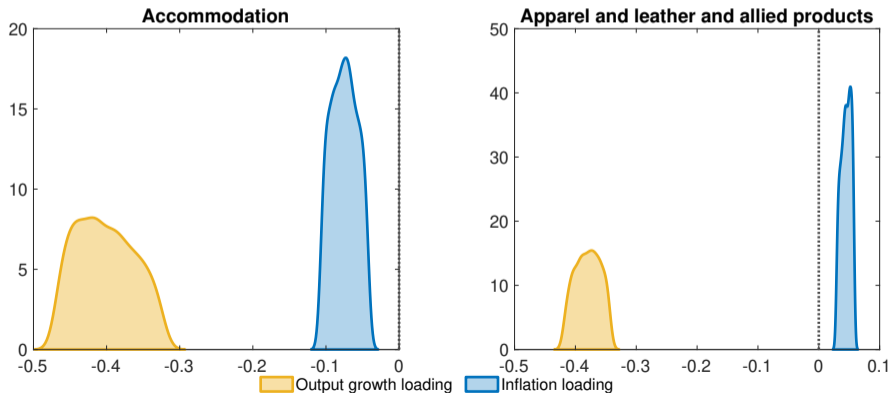 Accommodation
20
15
10
5
0
-0.5 -0.4 -0.3 -0.2 -0.1 0
Apparel and leather and allied products
50
40
30
20
10
0
-0.5 -0.4 -0.3 -0.2 -0.1 0 0.1
Output growth loading Inflation loading